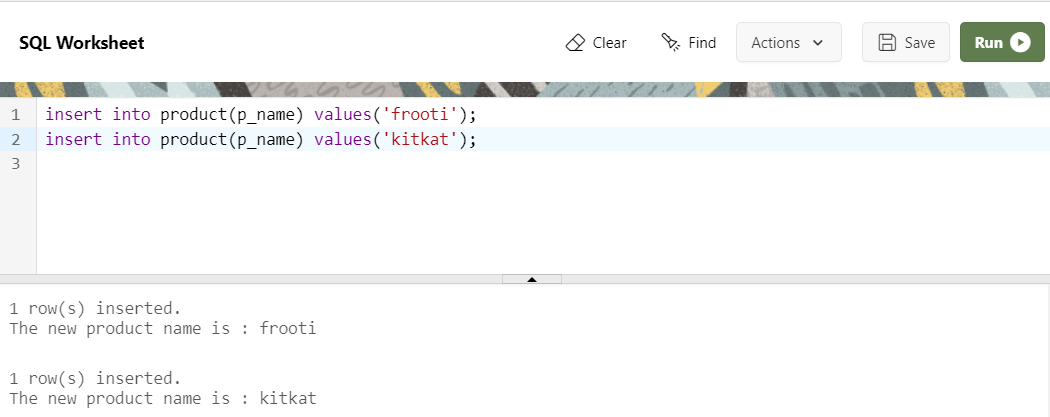 SQL Worksheet
Clear
Find
Actions
Save
Run
1 insert into product(p_name) values('frooti');
2 insert into product(p_name) values('kitkat');
3
1 row(s) inserted.
The new product name is : frooti
1 row(s) inserted.
The new product name is : kitkat